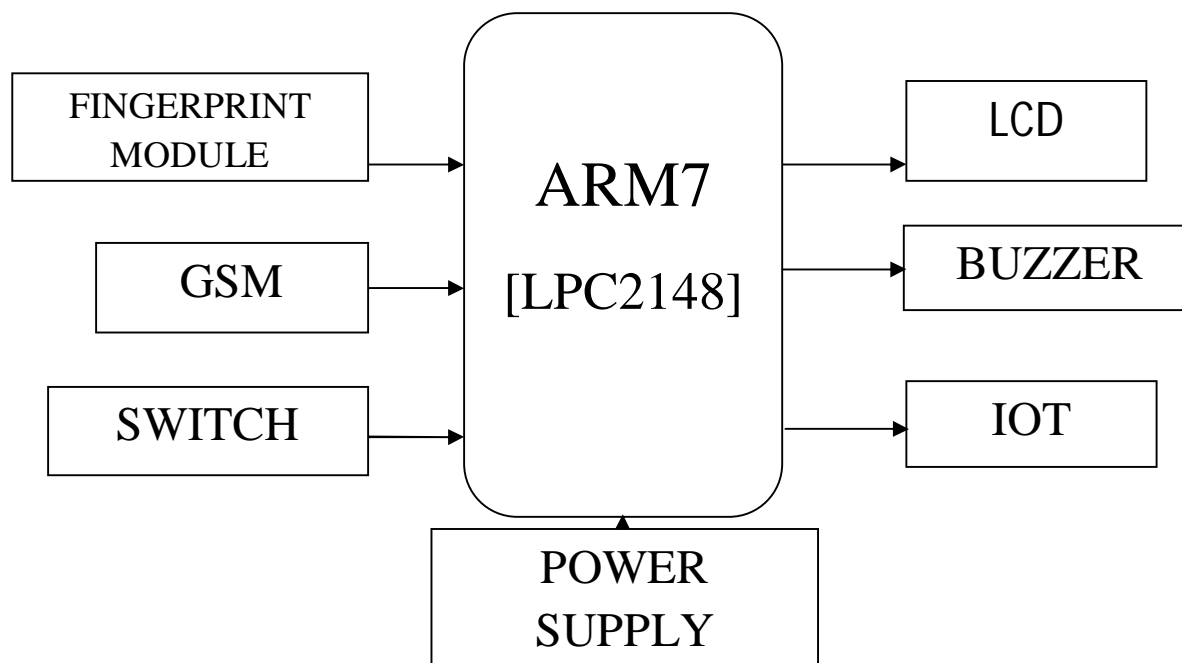 FINGERPRINT
MODULE
GSM
SWITCH
ARM7
[LPC2148]
LCD
BUZZER
IOT
POWER
SUPPLY